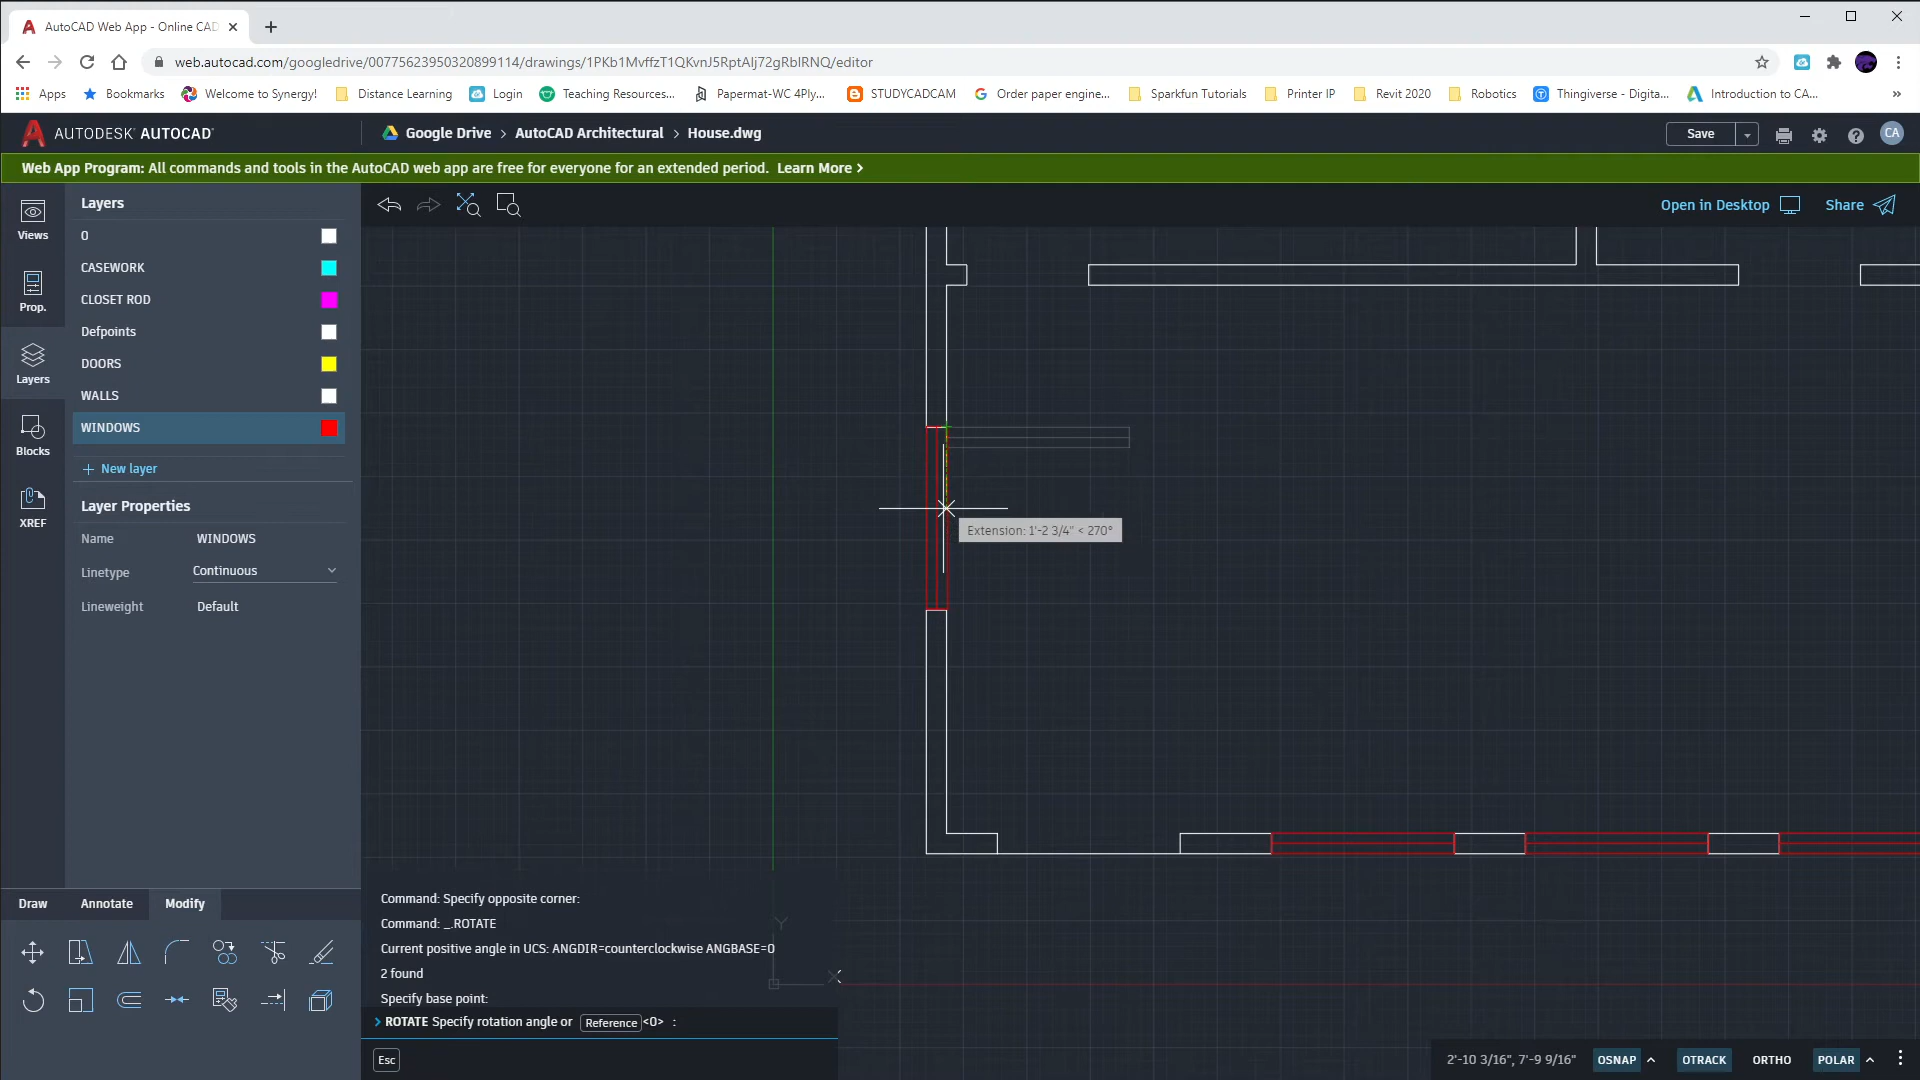 AutoCAD Web App - Online CAD
web.autocad.com/googledrive/00775623950320899114/drawings/1PKb1MvffzT1QKvnJ5RptAlj72gRblRNQ/editor
Apps Bookmarks Welcome to Synergy! Distance Learning Login Teaching Resources... Papermat-WC 4Ply... STUDYCADCAM Order paper engine... Sparkfun Tutorials Printer IP Revit 2020 Robotics Thingiverse - Digita... Introduction to CA... »
AUTODESK® AUTOCAD® Google Drive > AutoCAD Architectural > House.dwg Save CA
Web App Program: All commands and tools in the AutoCAD web app are free for everyone for an extended period. Learn More >
Views
Prop.
Layers
Blocks
XREF
Layers
0
CASEWORK
CLOSET ROD
Defpoints
DOORS
WALLS
WINDOWS
+ New layer
Layer Properties
Name WINDOWS
Linetype Continuous
Lineweight Default
Open in Desktop Share
Extension: 1'-2 3/4" < 270°
Draw Annotate Modify
Y
X
Command: Specify opposite corner:
Command: _.ROTATE
Current positive angle in UCS: ANGDIR=counterclockwise ANGBASE=0
2 found
Specify base point:
> ROTATE Specify rotation angle or Reference <0> :
Esc
2'-10 3/16", 7'-9 9/16" OSNAP OTRACK ORTHO POLAR